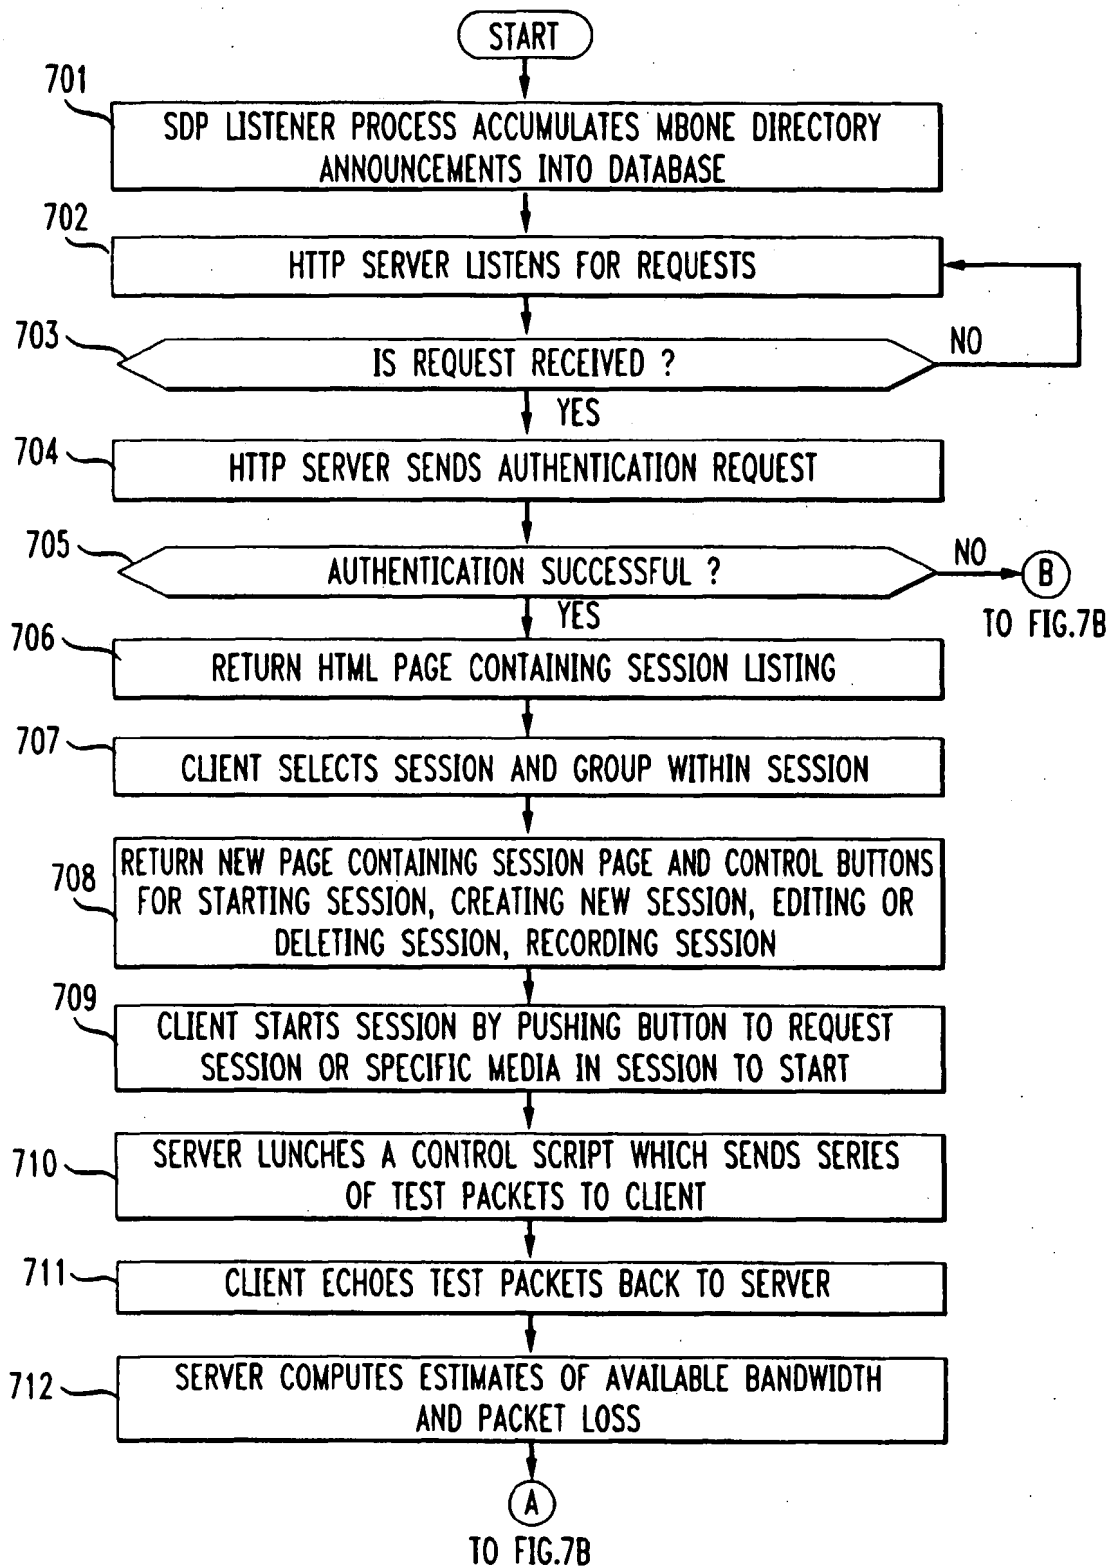 START
701
SDP LISTENER PROCESS ACCUMULATES MBONE DIRECTORY
ANNOUNCEMENTS INTO DATABASE
702
HTTP SERVER LISTENS FOR REQUESTS
703
IS REQUEST RECEIVED ?
NO
YES
704
HTTP SERVER SENDS AUTHENTICATION REQUEST
705
AUTHENTICATION SUCCESSFUL ?
NO
B
TO FIG.7B
YES
706
RETURN HTML PAGE CONTAINING SESSION LISTING
707
CLIENT SELECTS SESSION AND GROUP WITHIN SESSION
708
RETURN NEW PAGE CONTAINING SESSION PAGE AND CONTROL BUTTONS
FOR STARTING SESSION, CREATING NEW SESSION, EDITING OR
DELETING SESSION, RECORDING SESSION
709
CLIENT STARTS SESSION BY PUSHING BUTTON TO REQUEST
SESSION OR SPECIFIC MEDIA IN SESSION TO START
710
SERVER LUNCHES A CONTROL SCRIPT WHICH SENDS SERIES
OF TEST PACKETS TO CLIENT
711
CLIENT ECHOES TEST PACKETS BACK TO SERVER
712
SERVER COMPUTES ESTIMATES OF AVAILABLE BANDWIDTH
AND PACKET LOSS
A
TO FIG.7B